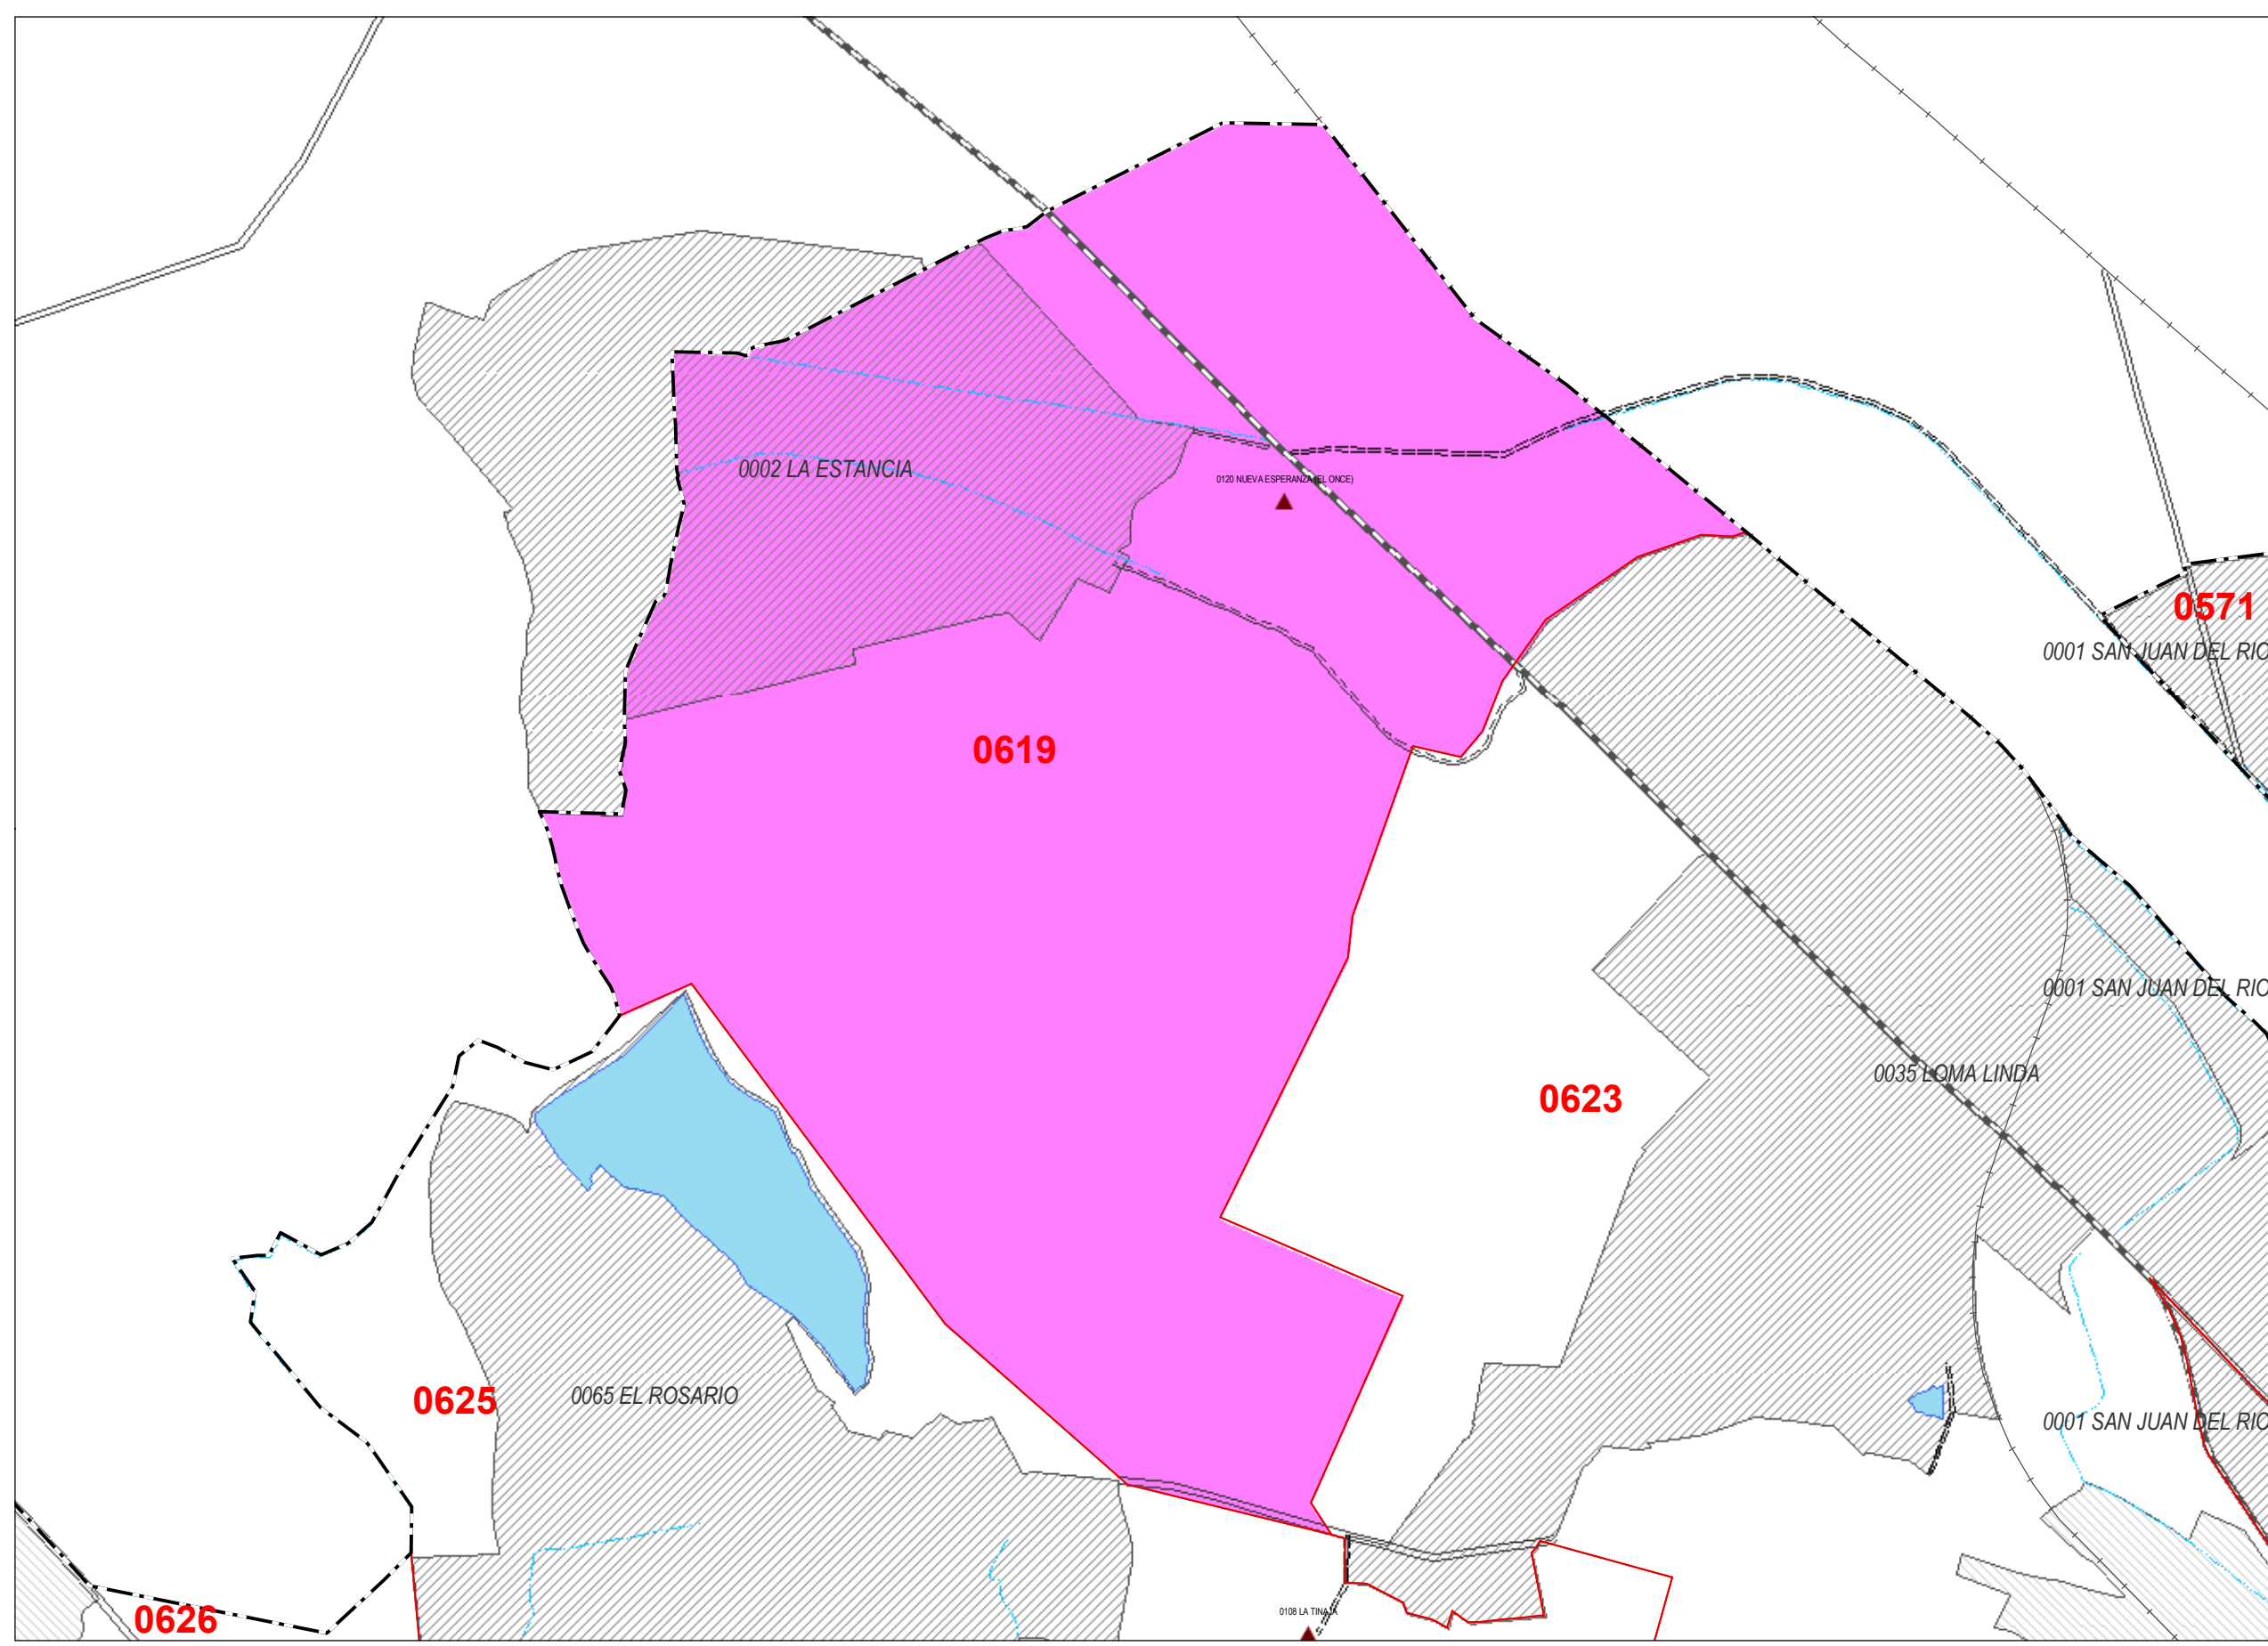 0002 LA ESTANCIA
0120 NUEVA ESPERANZA (EL ONCE)
0571
0001 SAN JUAN DEL RIO
0619
0001 SAN JUAN DEL RIO
0035 LOMA LINDA
0623
0625
0065 EL ROSARIO
0001 SAN JUAN DEL RIO
0626
0108 LA TINAJA